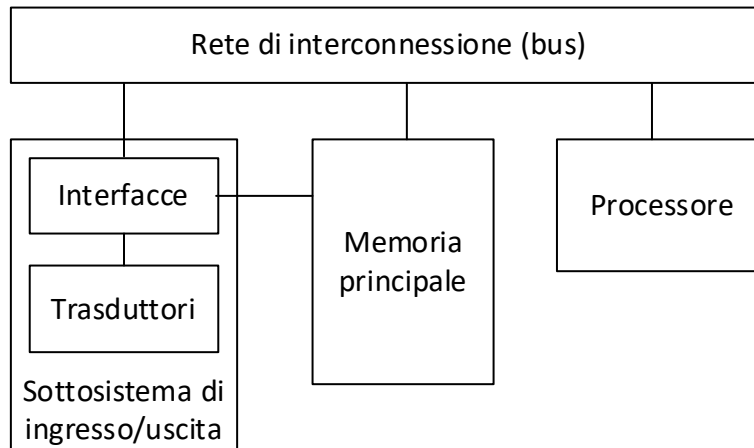 Rete di interconnessione (bus)
Interfacce
Trasduttori
Sottosistema di
ingresso/uscita
Memoria
principale
Processore